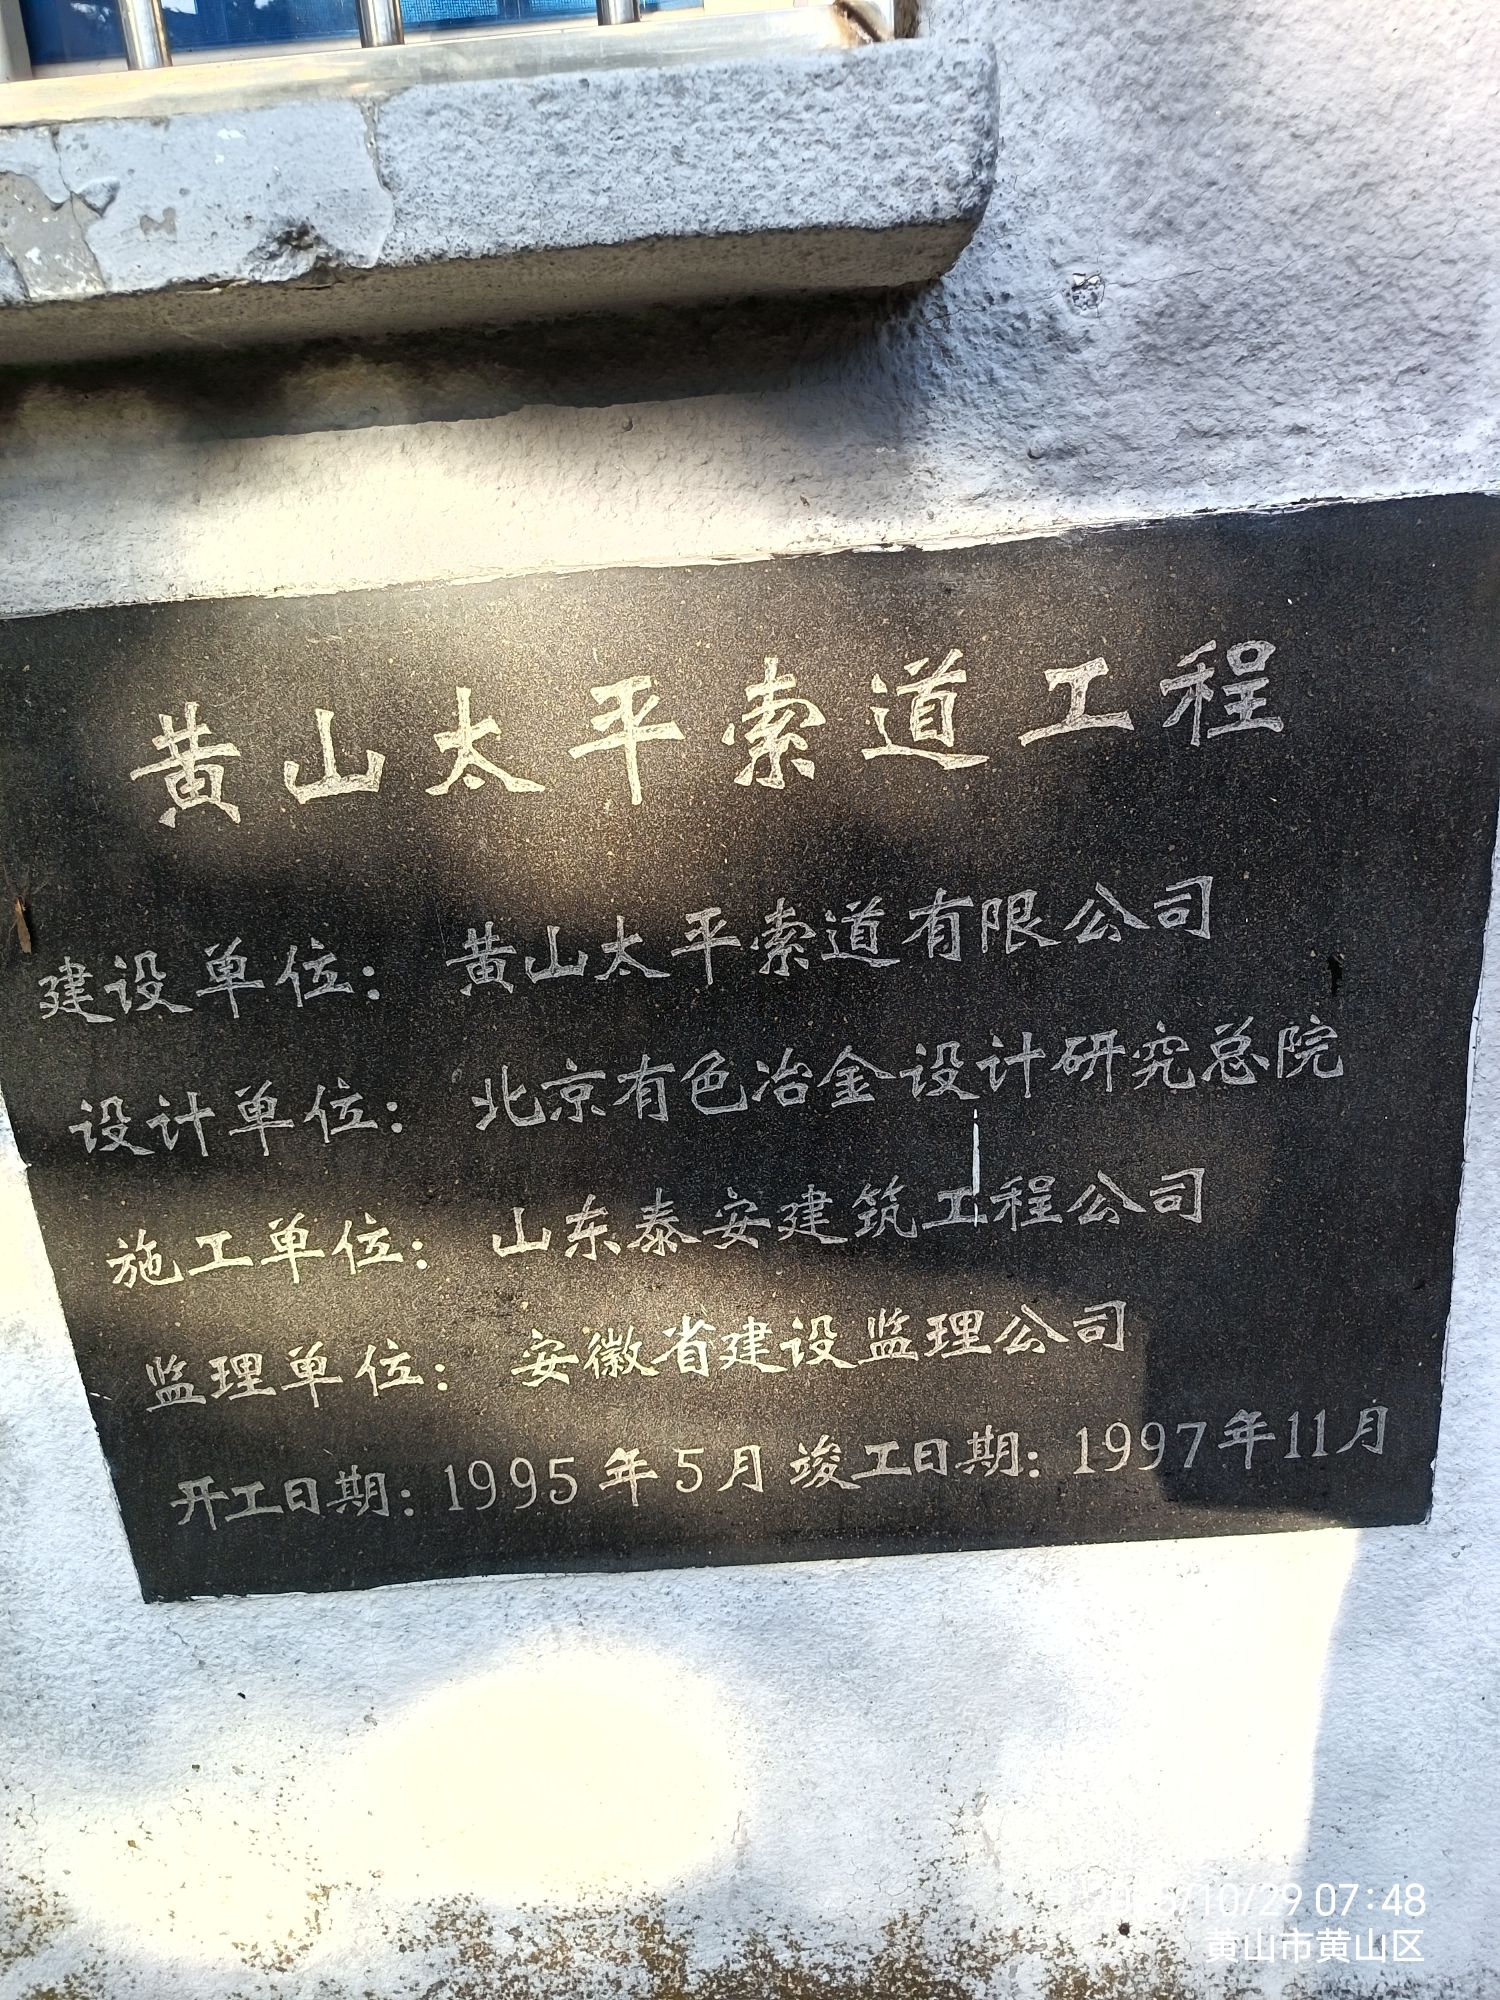 黄山太平索道工程
建设单位：黄山太平索道有限公司
设计单位：北京有色冶金设计研究总院
施工单位：山东泰安建筑工程公司
监理单位：安徽省建设监理公司
开工日期：1995年5月 竣工日期：1997年11月
10/29 07:48
黄山市黄山区